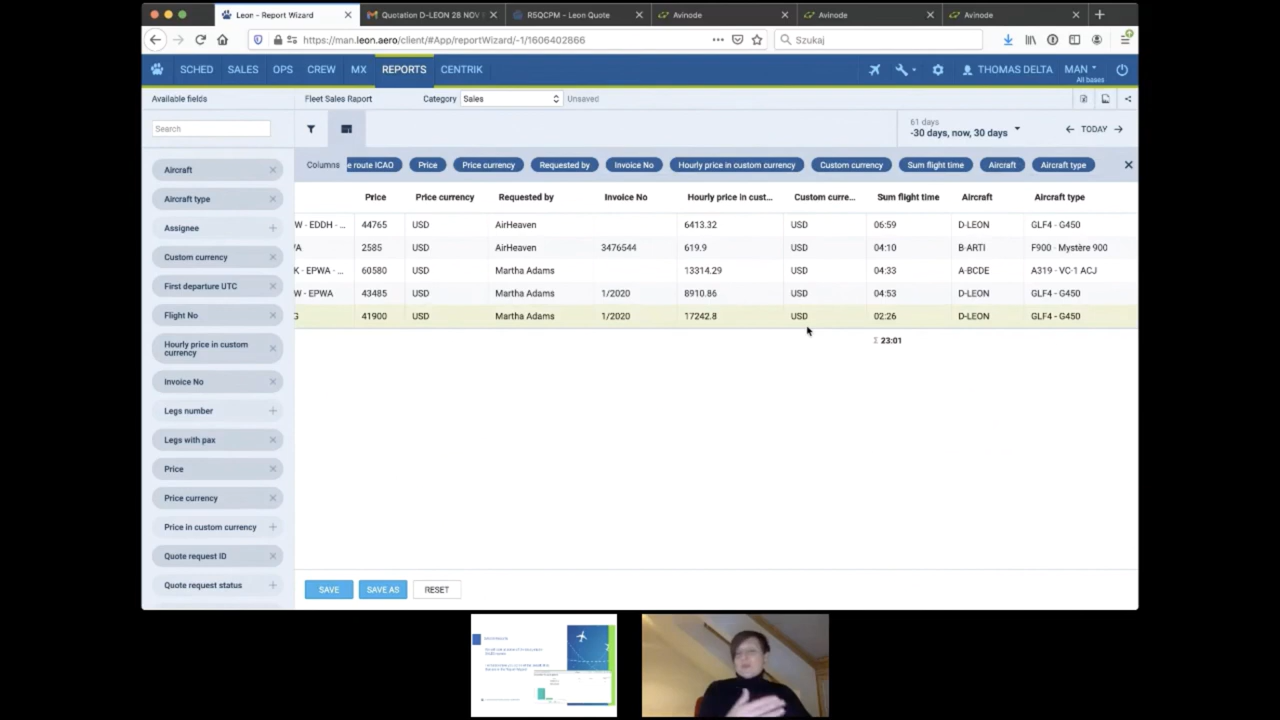 Leon - Report Wizard
Quotation D-LEON 28 NOV
R5QCPM - Leon Quote
Avinode
Avinode
Avinode
https://man.leon.aero/client/#App/reportWizard/-1/1606402866
Szukaj
SCHED SALES OPS CREW MX REPORTS CENTRIK
THOMAS DELTA MAN
All bases
Available fields
Fleet Sales Report Category Sales Unsaved
Search
61 days
-30 days, now, 30 days
TODAY
Columns e route ICAO Price Price currency Requested by Invoice No Hourly price in custom currency Custom currency Sum flight time Aircraft Aircraft type
Price Price currency Requested by Invoice No Hourly price in cust... Custom curre... Sum flight time Aircraft Aircraft type
W - EDDH - ... 44765 USD AirHeaven 6413.32 USD 06:59 D-LEON GLF4 - G450
/A 2585 USD AirHeaven 3476544 619.9 USD 04:10 B-ARTI F900 - Mystère 900
K - EPWA - ... 60580 USD Martha Adams 13314.29 USD 04:33 A-BCDE A319 - VC-1 ACJ
W - EPWA 43485 USD Martha Adams 1/2020 8910.86 USD 04:53 D-LEON GLF4 - G450
G 41900 USD Martha Adams 1/2020 17242.8 USD 02:26 D-LEON GLF4 - G450
Σ 23:01
Aircraft
Aircraft type
Assignee
Custom currency
First departure UTC
Flight No
Hourly price in custom
currency
Invoice No
Legs number
Legs with pax
Price
Price currency
Price in custom currency
Quote request ID
Quote request status
SAVE SAVE AS RESET